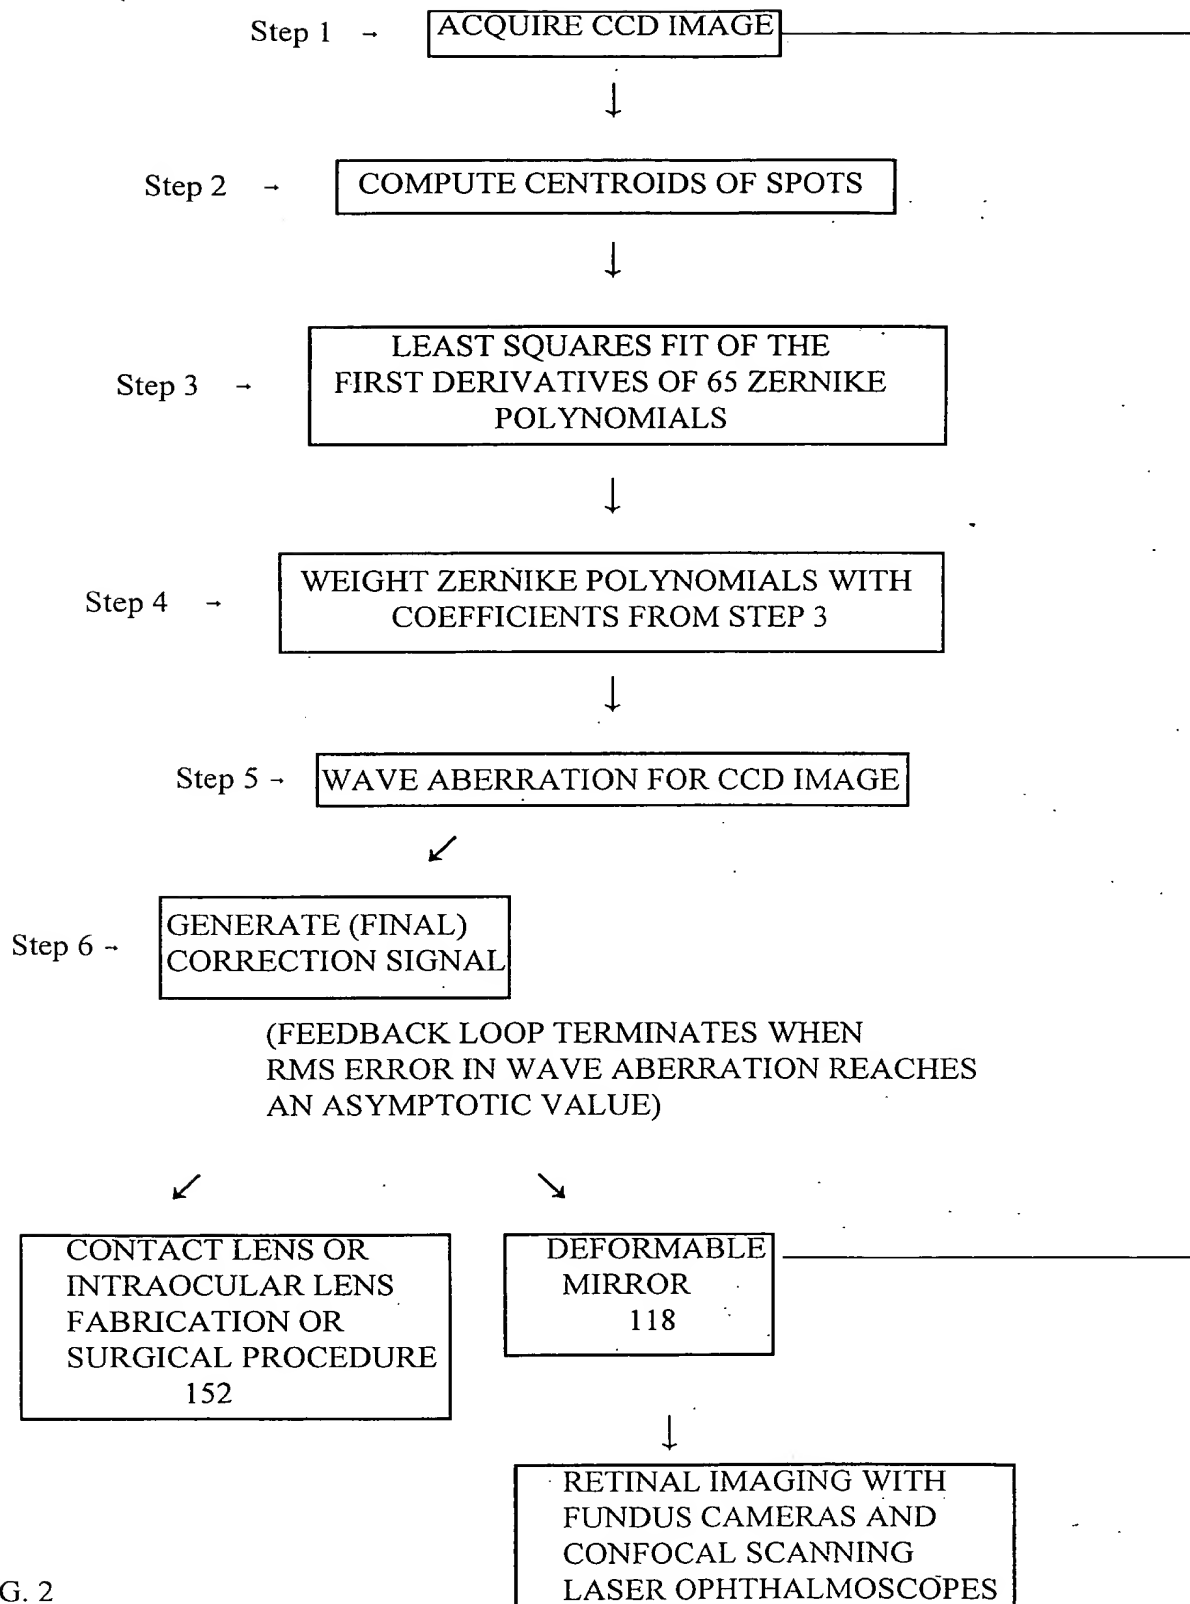 Step 1 - ACQUIRE CCD IMAGE
Step 2 - COMPUTE CENTROIDS OF SPOTS
LEAST SQUARES FIT OF THE
Step 3 - FIRST DERIVATIVES OF 65 ZERNIKE
POLYNOMIALS
WEIGHT ZERNIKE POLYNOMIALS WITH
Step 4 - COEFFICIENTS FROM STEP 3
Step 5 - WAVE ABERRATION FOR CCD IMAGE
GENERATE (FINAL)
Step 6 - CORRECTION SIGNAL
(FEEDBACK LOOP TERMINATES WHEN
RMS ERROR IN WAVE ABERRATION REACHES
AN ASYMPTOTIC VALUE)
CONTACT LENS OR
INTRAOCULAR LENS
FABRICATION OR
SURGICAL PROCEDURE
152
DEFORMABLE
MIRROR
118
RETINAL IMAGING WITH
FUNDUS CAMERAS AND
CONFOCAL SCANNING
LASER OPHTHALMOSCOPES
G. 2